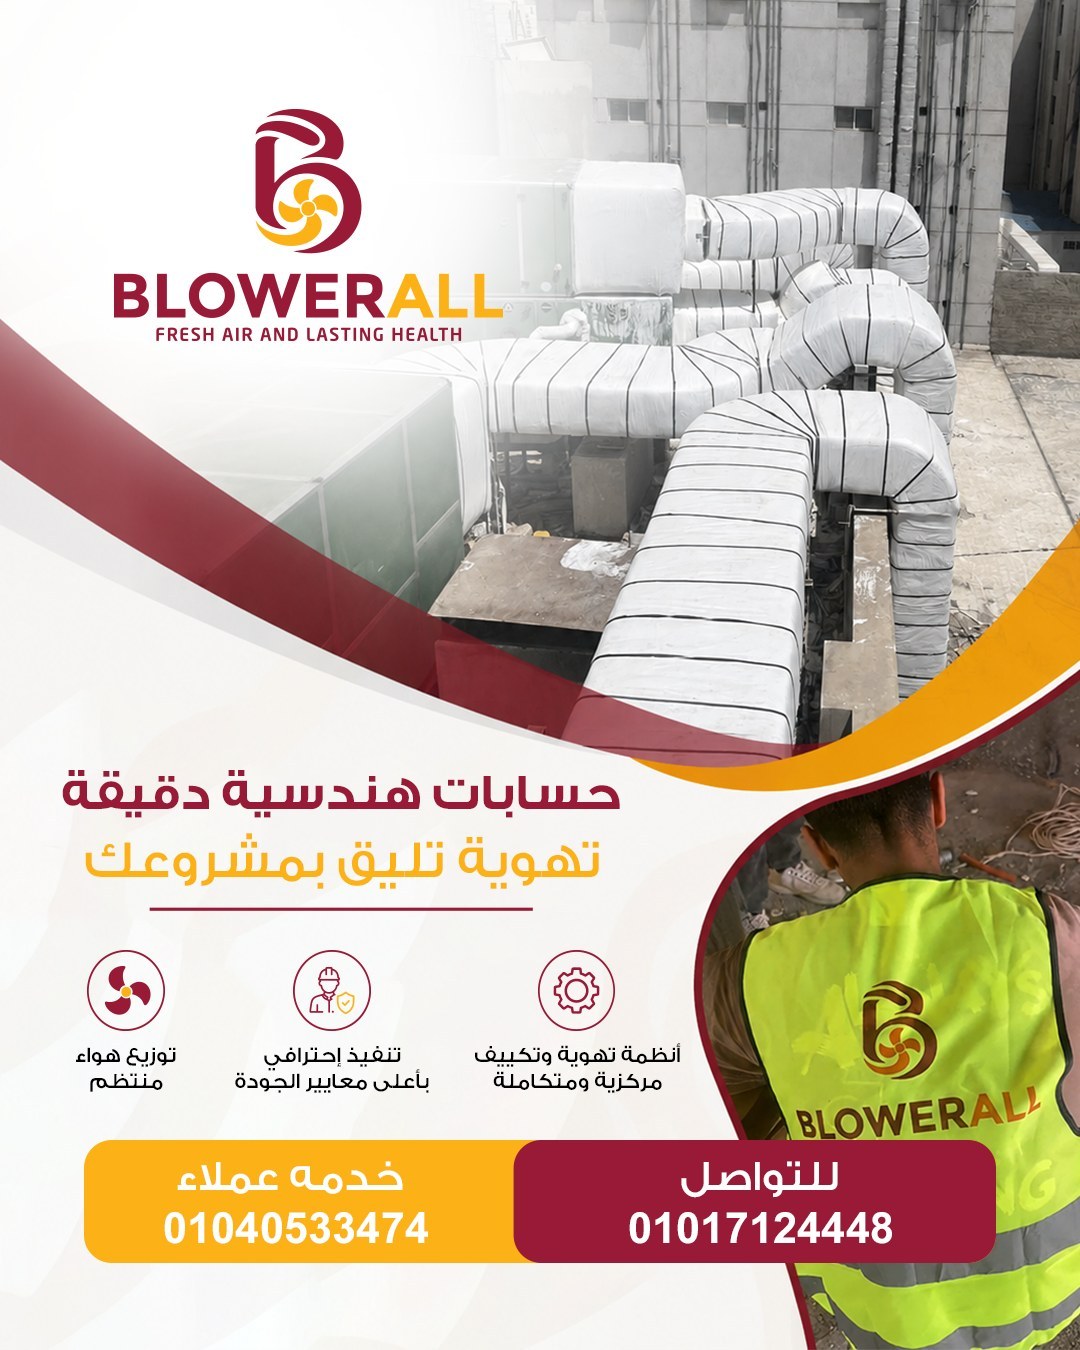 BLOWERALL
FRESH AIR AND LASTING HEALTH
حسابات هندسية دقيقة
تهوية تليق بمشروعك
أنظمة تهوية وتكييف
مركزية ومتكاملة
تنفيذ إحترافي
بأعلى معايير الجودة
توزيع هواء
منتظم
BLOWERALL
للتواصل
01017124448
خدمه عملاء
01040533474